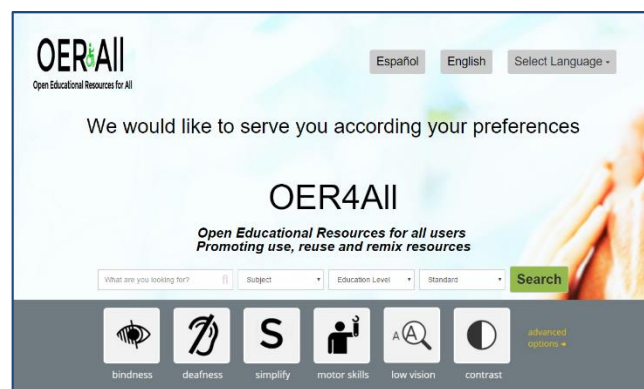 OER All
Open Educational Resources for All
Español English Select Language
We would like to serve you according your preferences
OER4All
Open Educational Resources for all users
Promoting use, reuse and remix resources
What are you looking for? Subject Education Level Standard Search
S A A
bindness deafness simplify motor skills low vision contrast
advanced
options